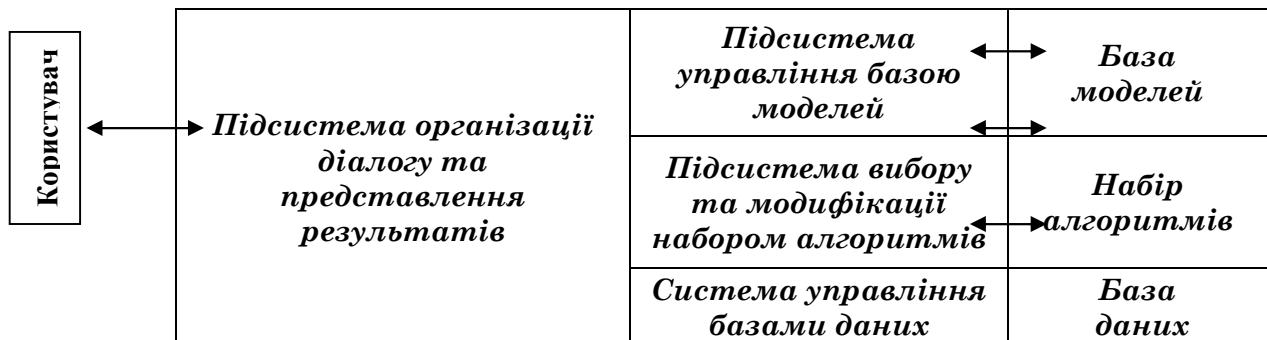 Користувач
Підсистема організації
діалогу та
представлення
результатів
Підсистема
управління базою
моделей
База
моделей
Підсистема вибору
та модифікації
набором алгоритмів
Набір
алгоритмів
Система управління
базами даних
База
даних